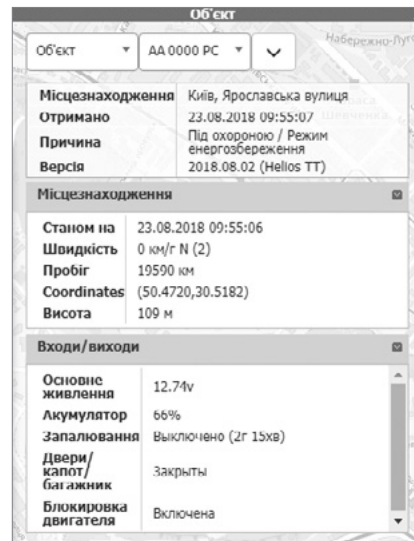 Об'єкт
Об'єкт AA 0000 PC
Набережно-Луг
Місцезнаходження Київ, Ярославська вулиця
Отримано 23.08.2018 09:55:07
Причина Під охороною / Режим
енергозбереження
Версія 2018.08.02 (Helios TT)
Місцезнаходження
Станом на 23.08.2018 09:55:06
Швидкість 0 км/г N (2)
Пробіг 19590 км
Coordinates (50.4720,30.5182)
Висота 109 м
Входи/виходи
Основне
живлення 12.74v
Акумулятор 66%
Запалювання Выключено (2г 15хв)
Двери/
капот/
багажник Закрыты
Блокировка
двигателя Включена